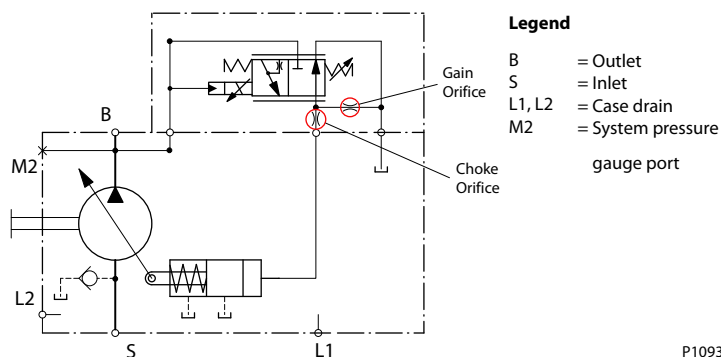 Legend
B = Outlet
S = Inlet
L1, L2 = Case drain
M2 = System pressure
gauge port
Gain
Orifice
Choke
Orifice
B
M2
L2
S
L1
P1093